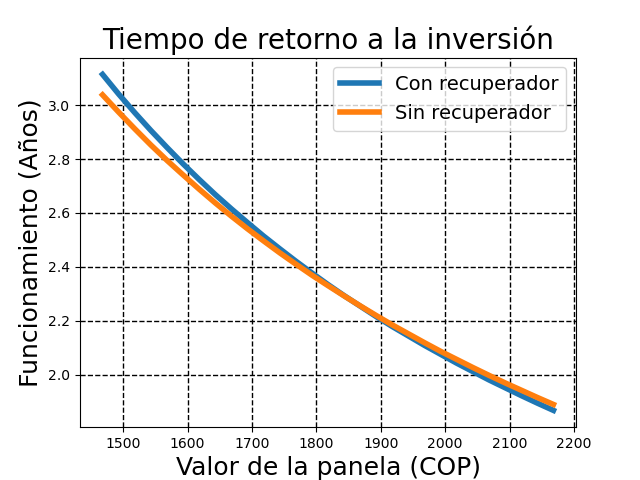 Tiempo de retorno a la inversión
Con recuperador
Sin recuperador
Funcionamiento (Años)
3.0
2.8
2.6
2.4
2.2
2.0
1500 1600 1700 1800 1900 2000 2100 2200
Valor de la panela (COP)